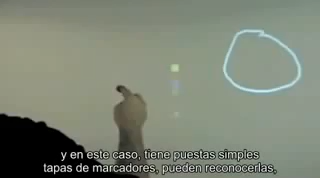 y en este caso, tiene puestas simples
tapas de marcadores, pueden reconocerlas,